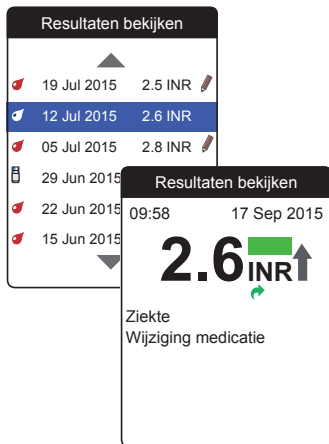 Resultaten bekijken
19 Jul 2015 2.5 INR
12 Jul 2015 2.6 INR
05 Jul 2015 2.8 INR
29 Jun 2015
22 Jun 2015
15 Jun 2015
Resultaten bekijken
09:58 17 Sep 2015
2.6 INR
Ziekte
Wijziging medicatie